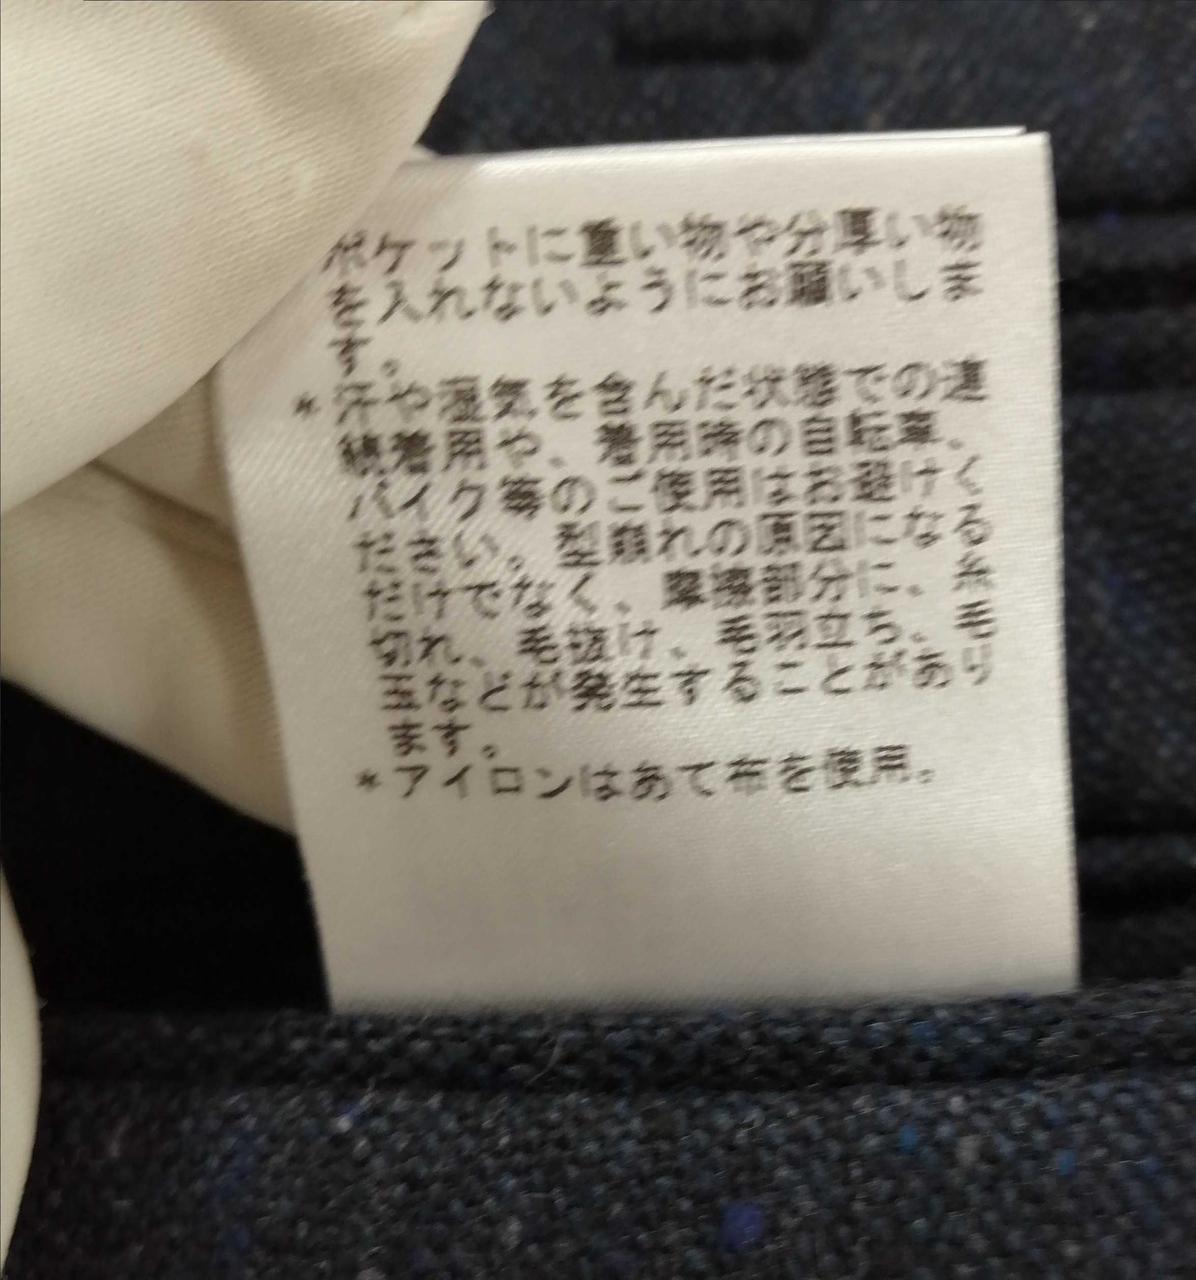 ポケットに重い物や分厚い物
を入れないようにお願いしま
す。
*汗や湿気を含んだ状態での連
続着用や、着用時の自転車、
バイク等のご使用はお避けく
ださい。型崩れの原因になる
だけでなく、摩擦部分に、糸
切れ、毛抜け、毛羽立ち、毛
玉などが発生することがあり
ます。
*アイロンはあて布を使用。